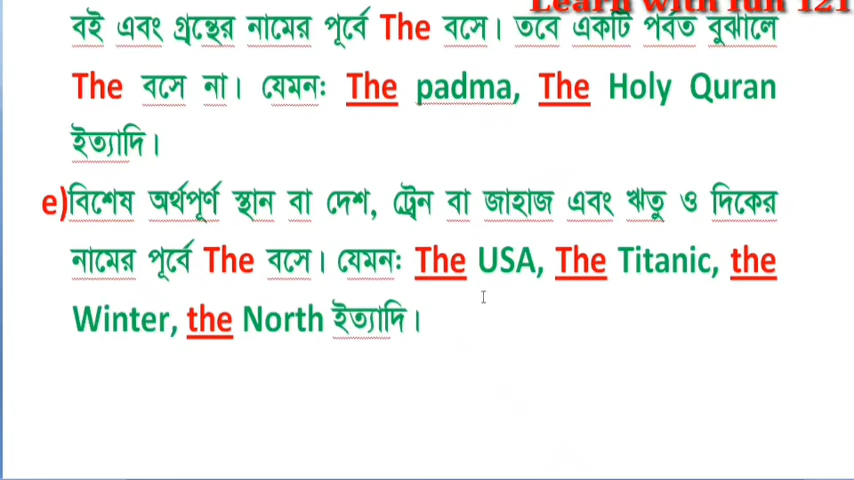 Learn with fun 121
বই এবং গ্রন্থের নামের পূর্বে The বসে। তবে একটি পর্বত বুঝালে
The বসে না। যেমনঃ The padma, The Holy Quran
ইত্যাদি।
e)বিশেষ অর্থপূর্ণ স্থান বা দেশ, ট্রেন বা জাহাজ এবং ঋতু ও দিকের
নামের পূর্বে The বসে। যেমনঃ The USA, The Titanic, the
Winter, the North ইত্যাদি।